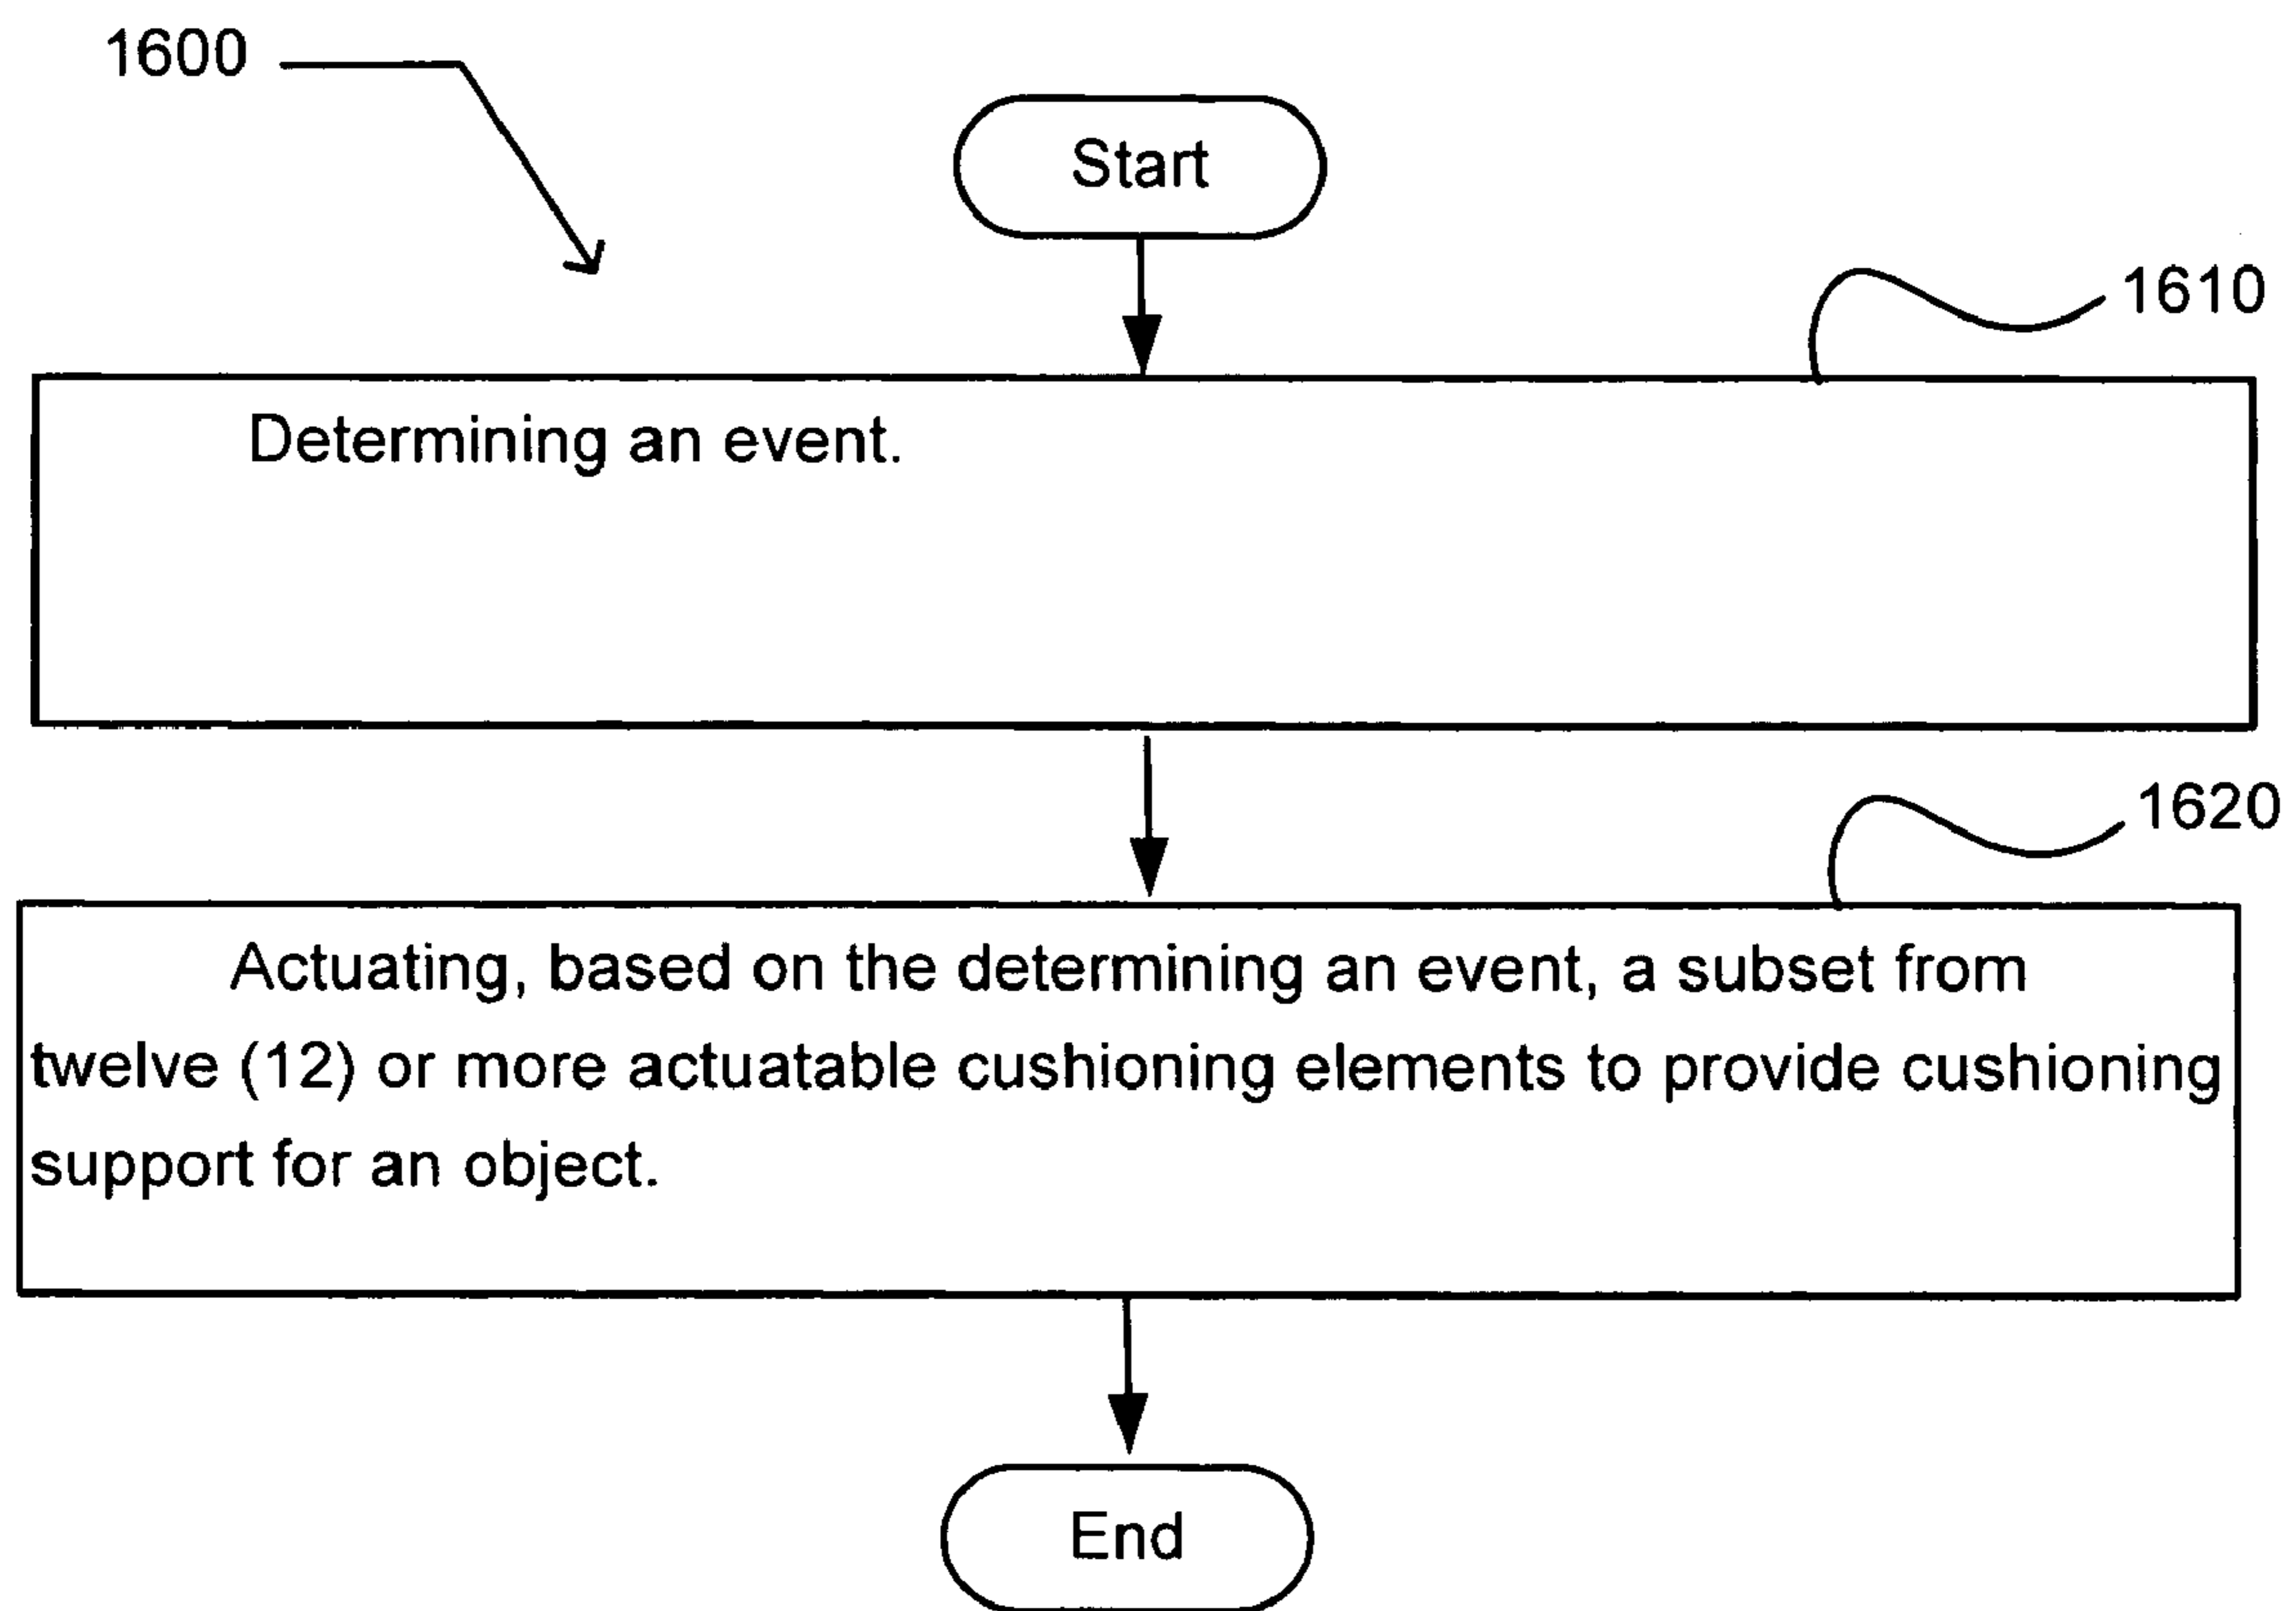 1600
Start
1610
Determining an event.
1620
Actuating, based on the determining an event, a subset from
twelve (12) or more actuatable cushioning elements to provide cushioning
support for an object.
End